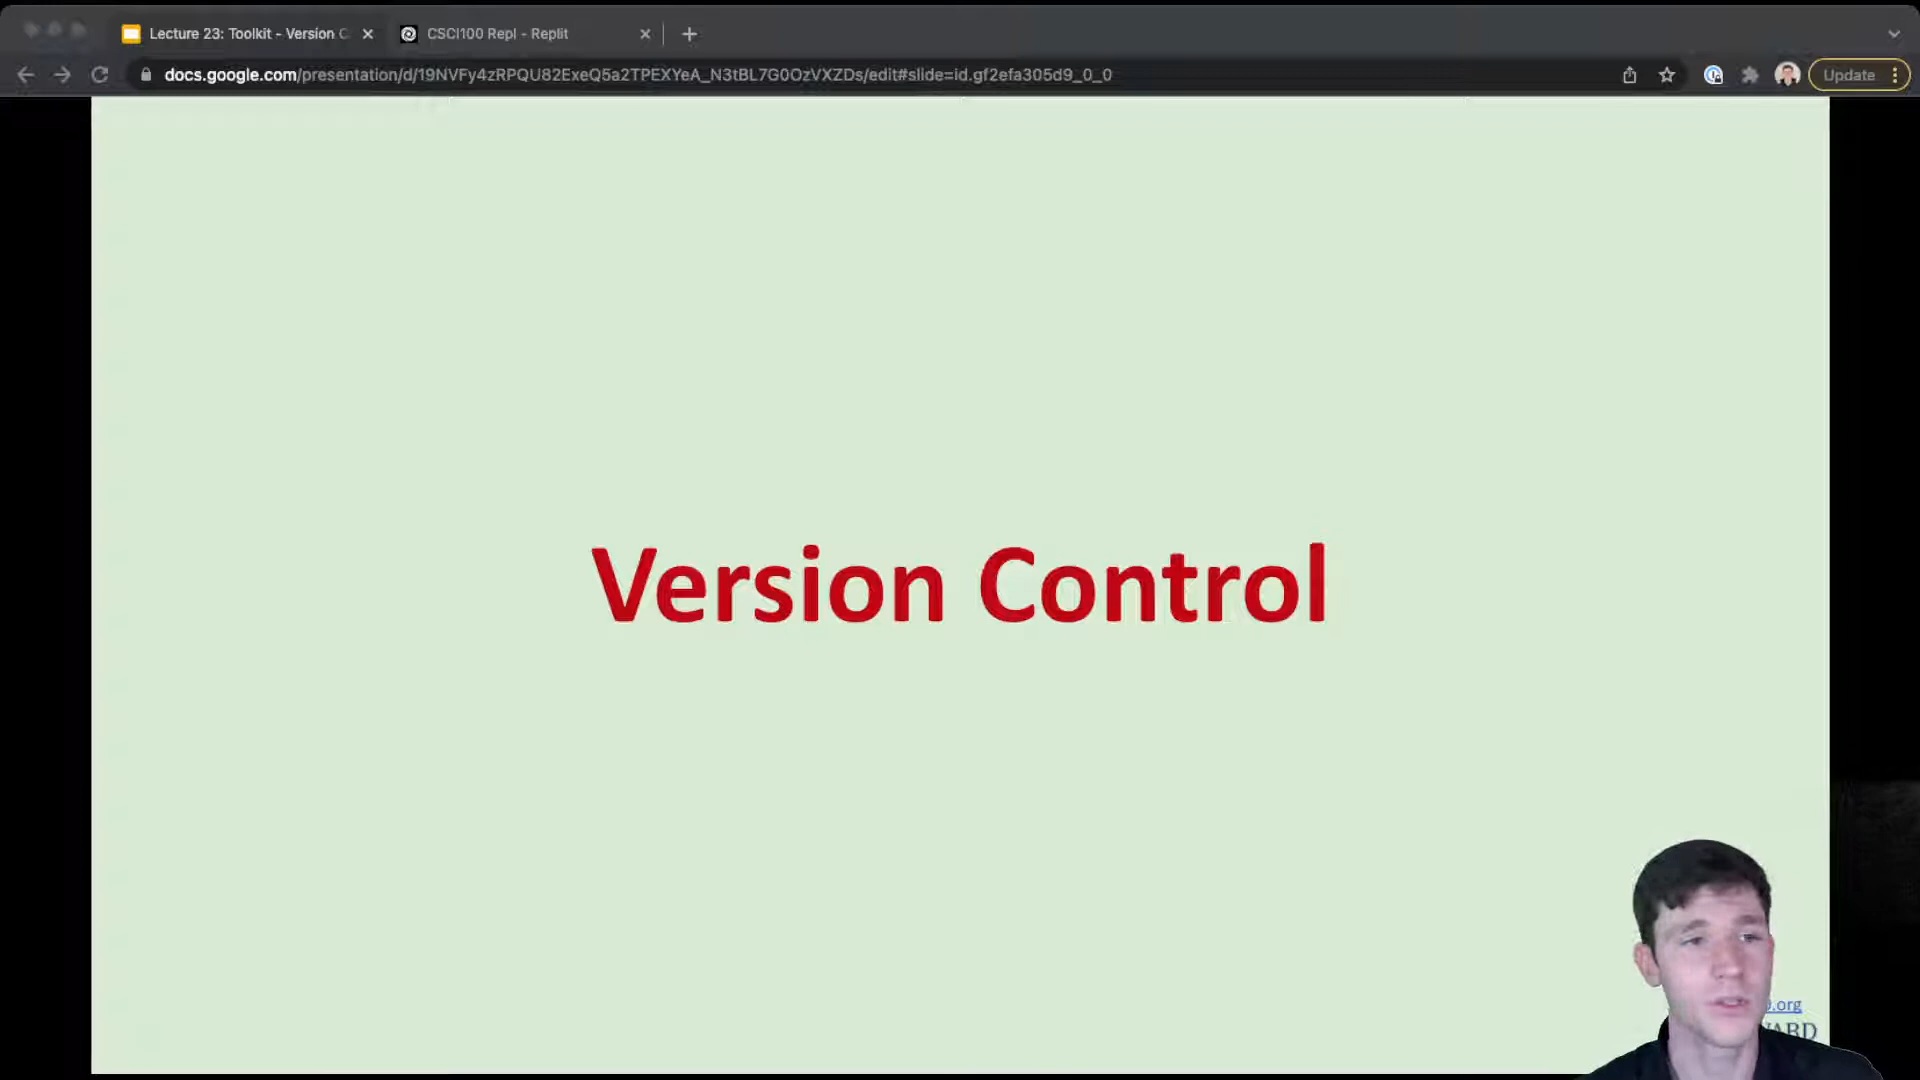 Lecture 23: Toolkit - Version C
CSCI100 Repl - Replit
docs.google.com/presentation/d/19NVFy4zRPQU82ExeQ5a2TPEXYeA_N3tBL7G0OzVXZDs/edit#slide=id.gf2efa305d9_0_0
Update
Version Control
.org